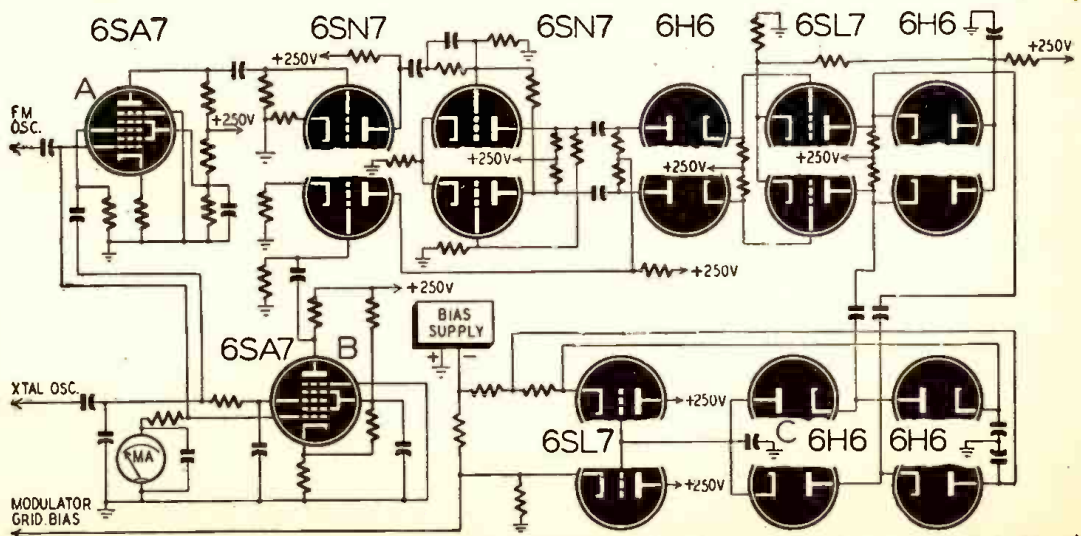 6SA7
6SN7
6SN7
6H6
6SL7
6H6
+250V
+250V
A
FM
OSC.
+250V
+250V
+250V
+250V
+250V
+250V
+250V
BIAS
SUPPLY
+ -
6SA7
B
XTAL OSC.
MA
+250V
6SL7
C
6H6
6H6
+250V
MODULATOR
GRID BIAS